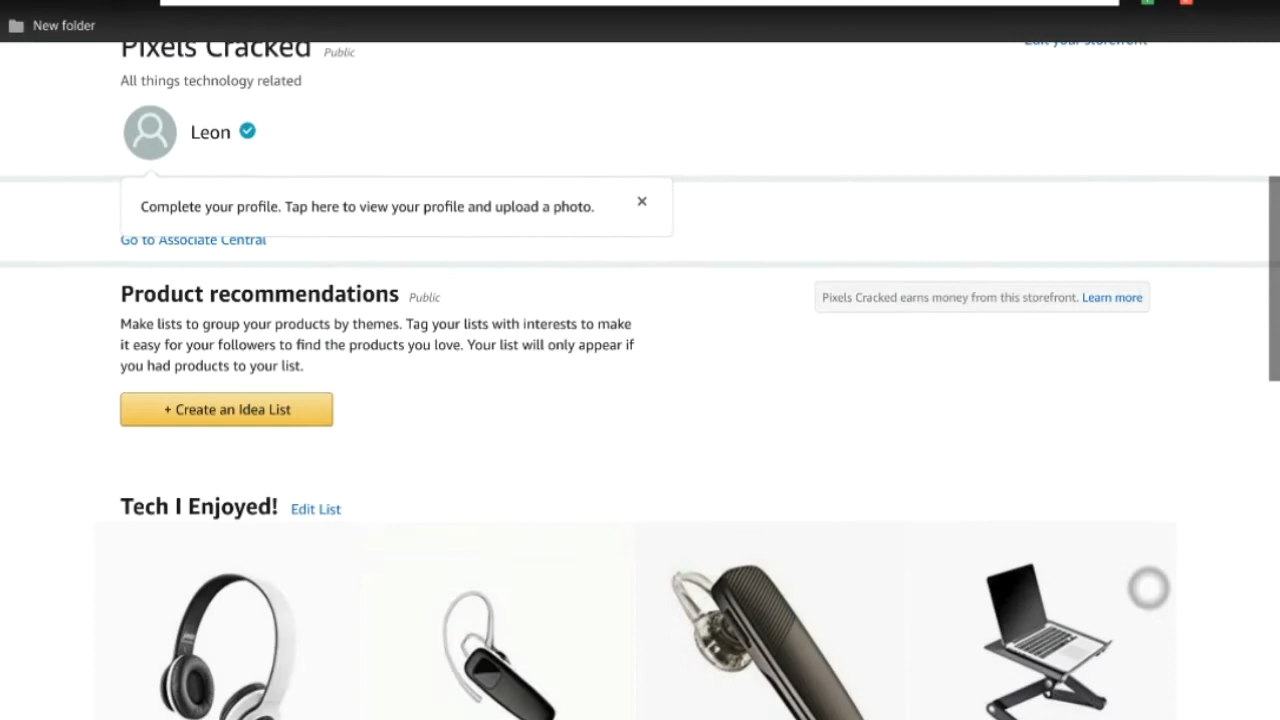 New folder
Pixels Cracked Public
Edit your storefront
All things technology related
Leon
Complete your profile. Tap here to view your profile and upload a photo.
Go to Associate Central
Product recommendations Public
Pixels Cracked earns money from this storefront. Learn more
Make lists to group your products by themes. Tag your lists with interests to make
it easy for your followers to find the products you love. Your list will only appear if
you had products to your list.
+ Create an Idea List
Tech I Enjoyed! Edit List